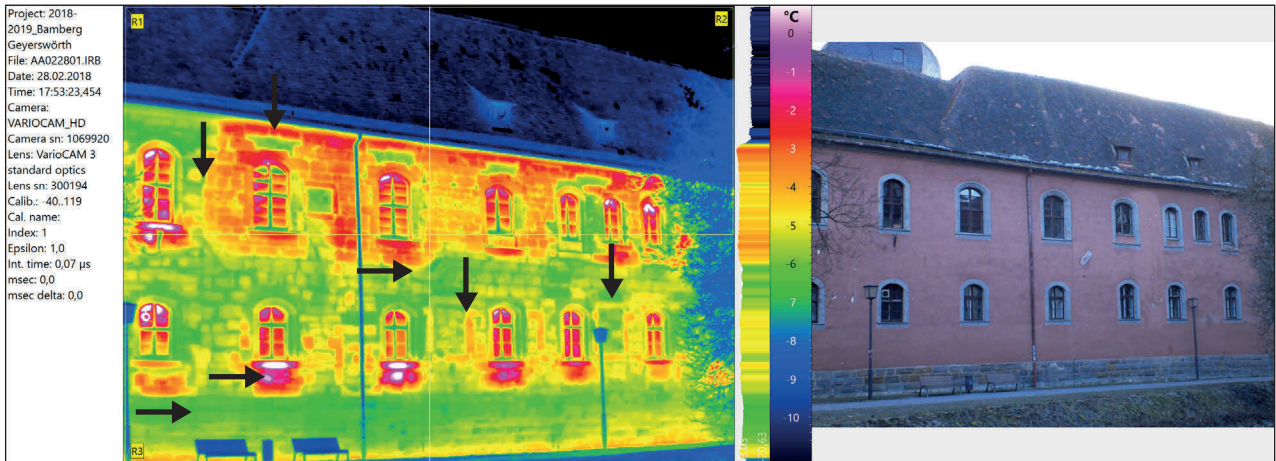 Project: 2018-
2019_Bamberg
Geyerswörth
File: AA022801.IRB
Date: 28.02.2018
Time: 17:53:23,454
Camera:
VARIOCAM_HD
Camera sn: 1069920
Lens: VarioCAM 3
standard optics
Lens sn: 300194
Calib.: -40..119
Cal. name:
Index: 1
Epsilon: 1,0
Int. time: 0,07 µs
msec: 0,0
msec delta: 0,0
R1
R2
R3
°C
0
-1
-2
-3
-4
-5
-6
-7
-8
-9
-10